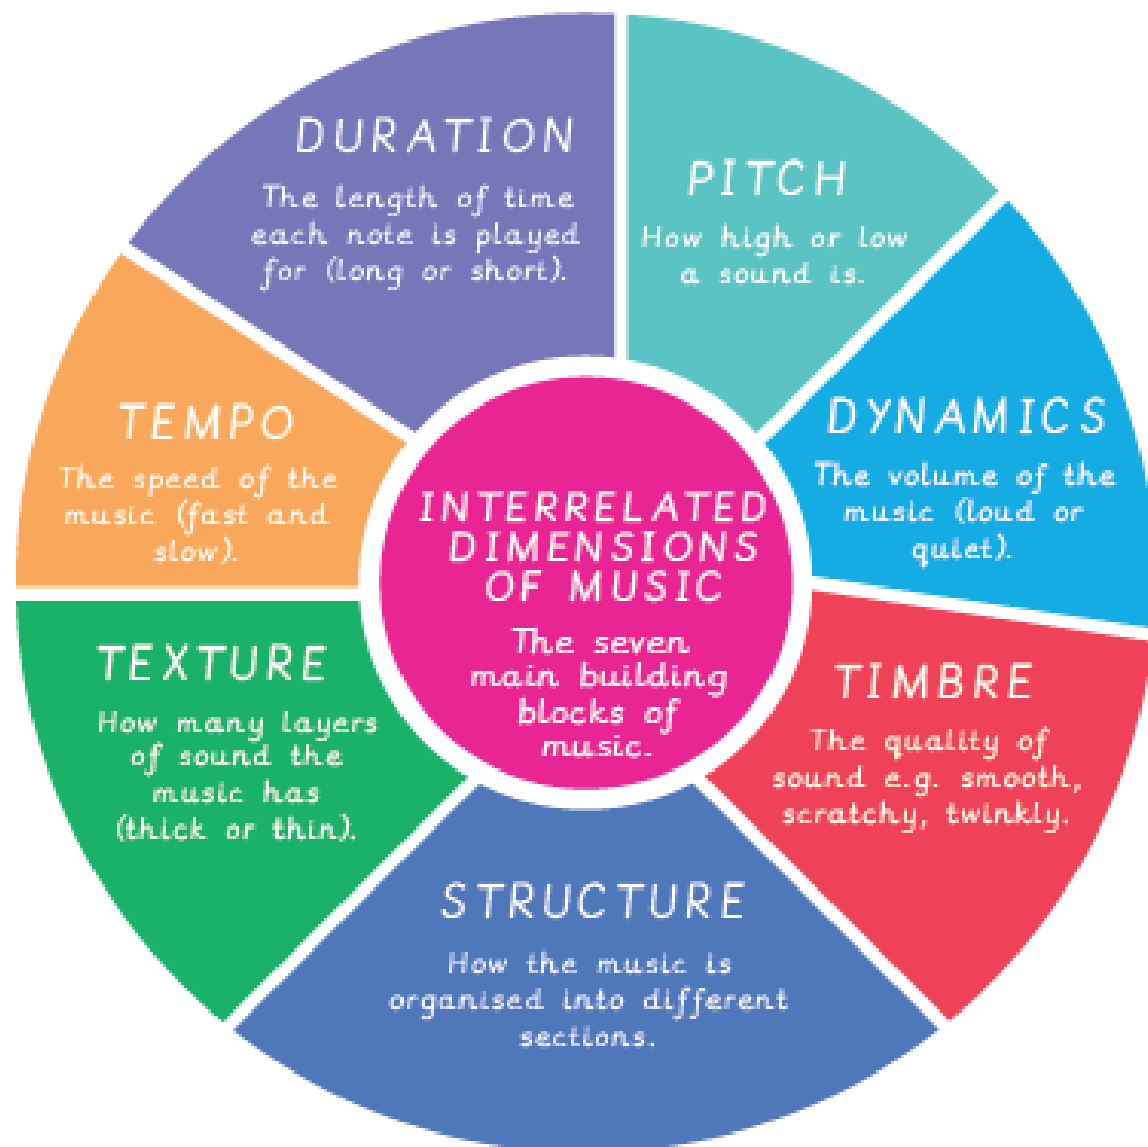 DURATION
The length of time
each note is played
for (long or short).
PITCH
How high or low
a sound is.
DYNAMICS
The volume of the
music (loud or
quiet).
TIMBRE
The quality of
sound e.g. smooth,
scratchy, twinkly.
STRUCTURE
How the music is
organised into different
sections.
TEXTURE
How many layers
of sound the
music has
(thick or thin).
TEMPO
The speed of the
music (fast and
slow).
INTERRELATED
DIMENSIONS
OF MUSIC
The seven
main building
blocks of
music.